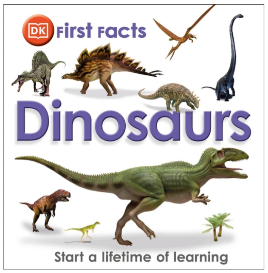 DK First Facts
Dinosaurs
Start a lifetime of learning